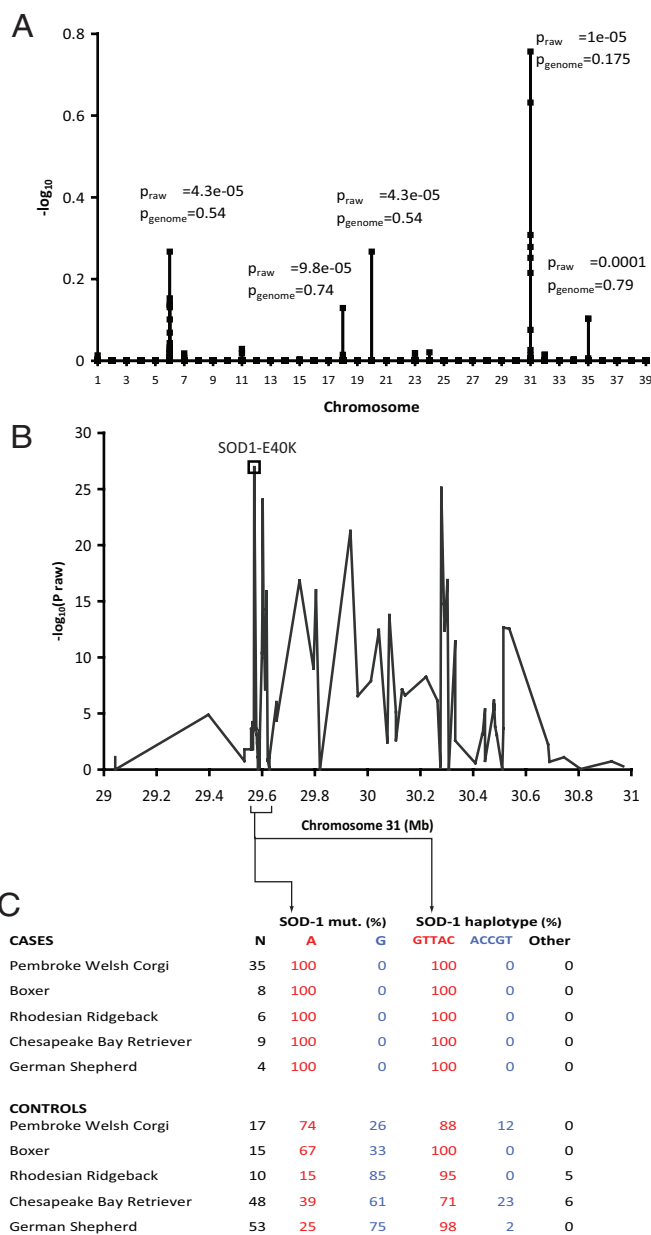 A
0.8
0.6
0.4
0.2
0
-log10
praw =1e-05
pgenome=0.175
praw =4.3e-05
pgenome=0.54
praw =4.3e-05
pgenome=0.54
praw =9.8e-05
pgenome=0.74
praw =0.0001
pgenome=0.79
1 3 5 7 9 11 13 15 17 19 21 23 25 27 29 31 33 35 37 39
Chromosome
B
30
25
20
15
10
5
0
-log10(P raw)
SOD1-E40K
29 29.2 29.4 29.6 29.8 30 30.2 30.4 30.6 30.8 31
Chromosome 31 (Mb)
C
SOD-1 mut. (%) SOD-1 haplotype (%)
CASES N A G GTTAC ACCGT Other
Pembroke Welsh Corgi 35 100 0 100 0 0
Boxer 8 100 0 100 0 0
Rhodesian Ridgeback 6 100 0 100 0 0
Chesapeake Bay Retriever 9 100 0 100 0 0
German Shepherd 4 100 0 100 0 0
CONTROLS
Pembroke Welsh Corgi 17 74 26 88 12 0
Boxer 15 67 33 100 0 0
Rhodesian Ridgeback 10 15 85 95 0 5
Chesapeake Bay Retriever 48 39 61 71 23 6
German Shepherd 53 25 75 98 2 0